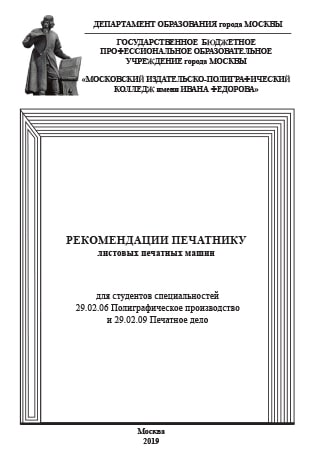 ДЕПАРТАМЕНТ ОБРАЗОВАНИЯ города МОСКВЫ
ГОСУДАРСТВЕННОЕ БЮДЖЕТНОЕ
ПРОФЕССИОНАЛЬНОЕ ОБРАЗОВАТЕЛЬНОЕ
УЧРЕЖДЕНИЕ города МОСКВЫ
«МОСКОВСКИЙ ИЗДАТЕЛЬСКО-ПОЛИГРАФИЧЕСКИЙ
КОЛЛЕДЖ имени ИВАНА ФЕДОРОВА»
РЕКОМЕНДАЦИИ ПЕЧАТНИКУ
листовых печатных машин
для студентов специальностей
29.02.06 Полиграфическое производство
и 29.02.09 Печатное дело
Москва
2019